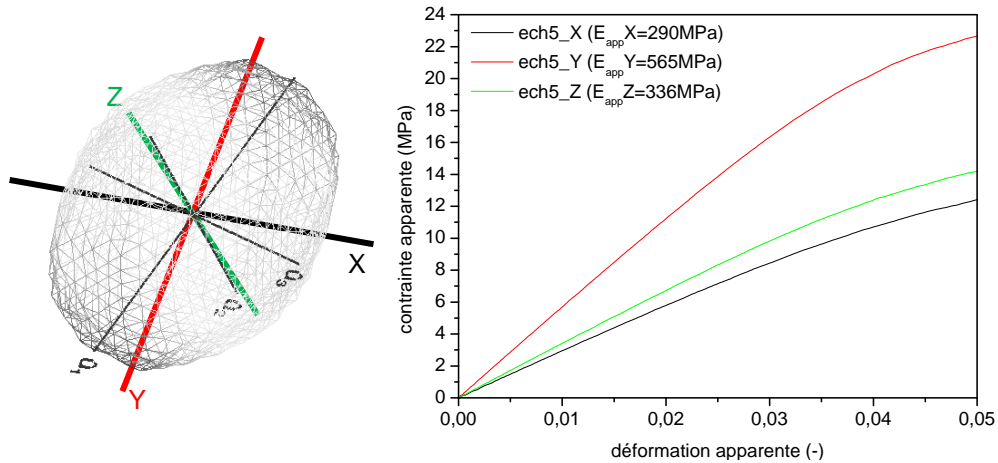 Z
X
û₃
û₁
Y
24
22
20
18
16
14
12
10
8
6
4
2
0
contrainte apparente (MPa)
ech5_X (E_app X=290MPa)
ech5_Y (E_app Y=565MPa)
ech5_Z (E_app Z=336MPa)
0,00
0,01
0,02
0,03
0,04
0,05
déformation apparente (-)